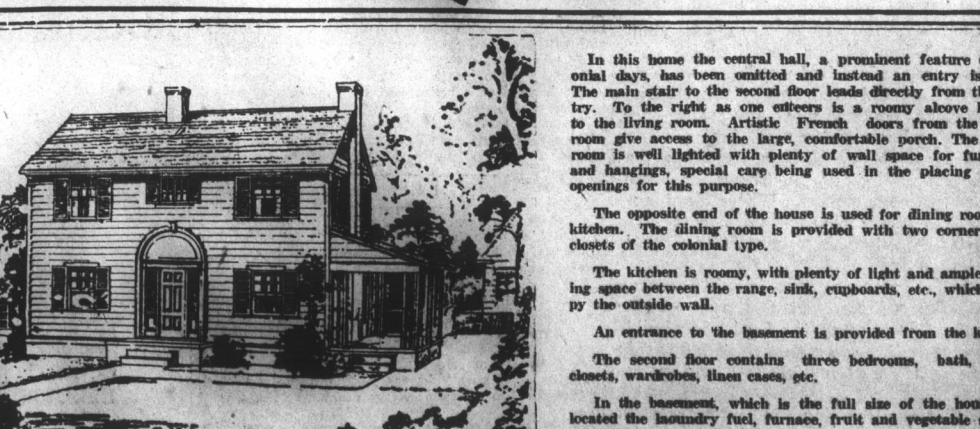 In this home the central hall, a prominent feature
onial days, has been omitted and instead an entry is
The main stair to the second floor leads directly from
try. To the right as one enteers is a roomy alcove
to the living room. Artistic French doors from the
room give access to the large, comfortable porch. The
room is well lighted with plenty of wall space for
and hangings, special care being used in the placing
openings for this purpose.
The opposite end of the house is used for dining
kitchen. The dining room is provided with two corner
closets of the colonial type.
The kitchen is roomy, with plenty of light and
ing space between the range, sink, cupboards, etc.,
py the outside wall.
An entrance to the basement is provided from the
The second floor contains three bedrooms, bath,
closets, wardrobes, linen cases, etc.
In the basement, which is the full size of the
located the laoundry fuel, furnace, fruit and vegetable